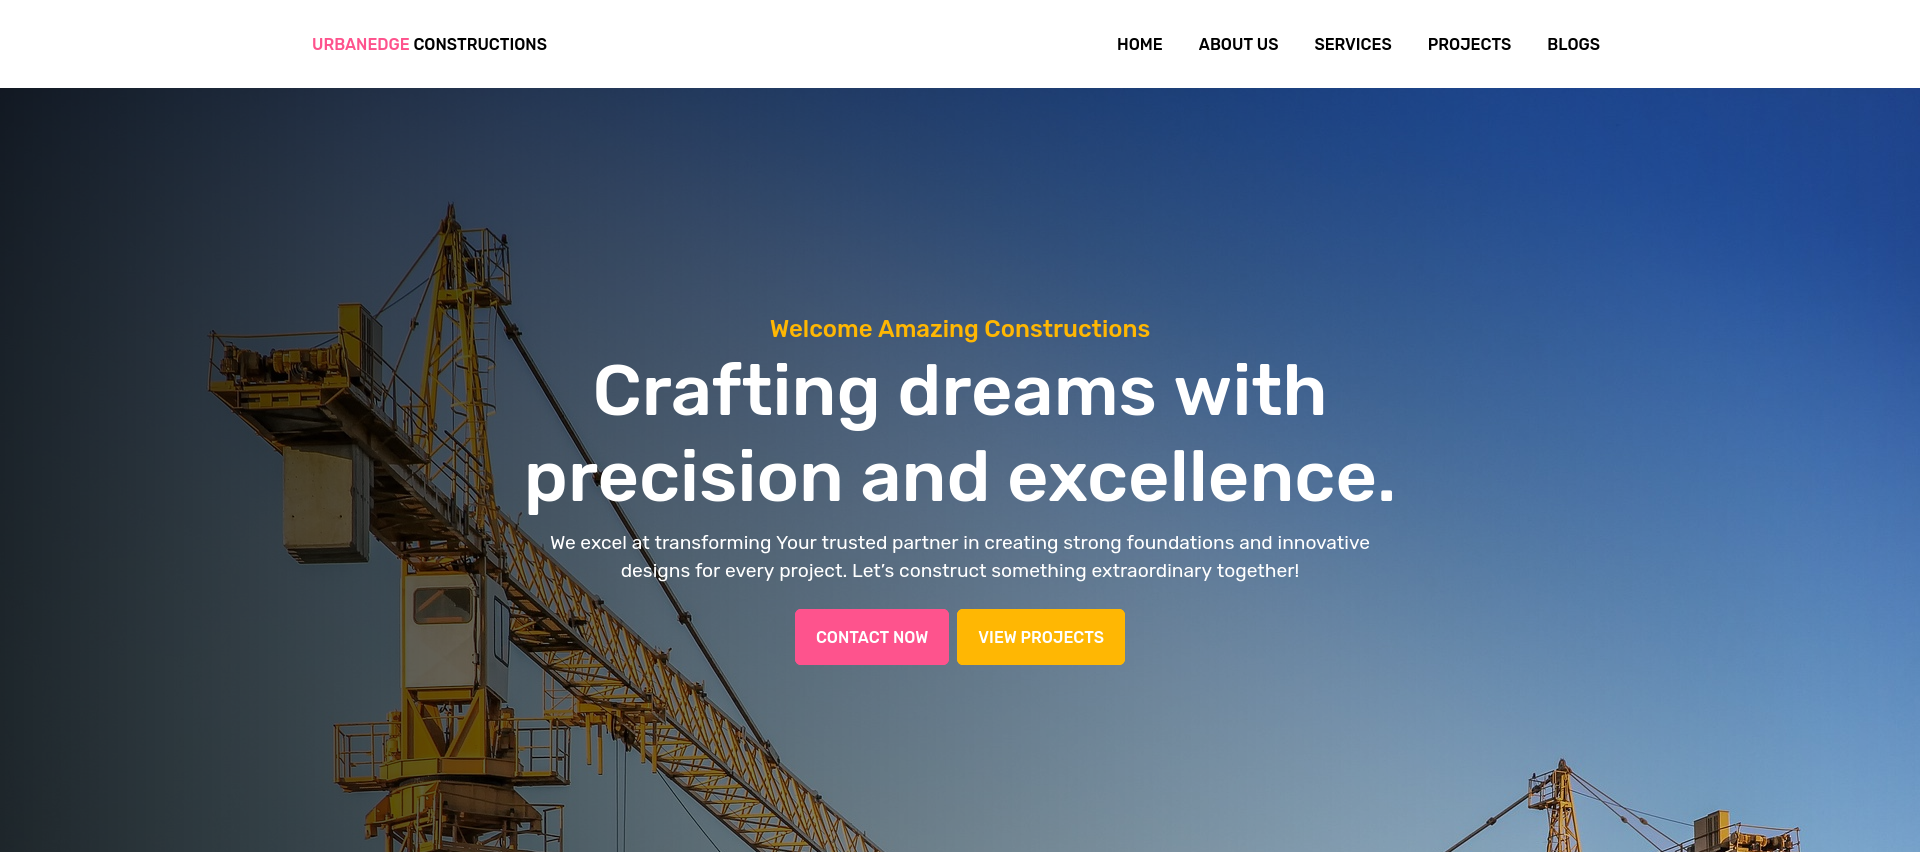 URBANEDGE CONSTRUCTIONS
HOME ABOUT US SERVICES PROJECTS BLOGS
Welcome Amazing Constructions
Crafting dreams with
precision and excellence.
We excel at transforming Your trusted partner in creating strong foundations and innovative
designs for every project. Let’s construct something extraordinary together!
CONTACT NOW VIEW PROJECTS